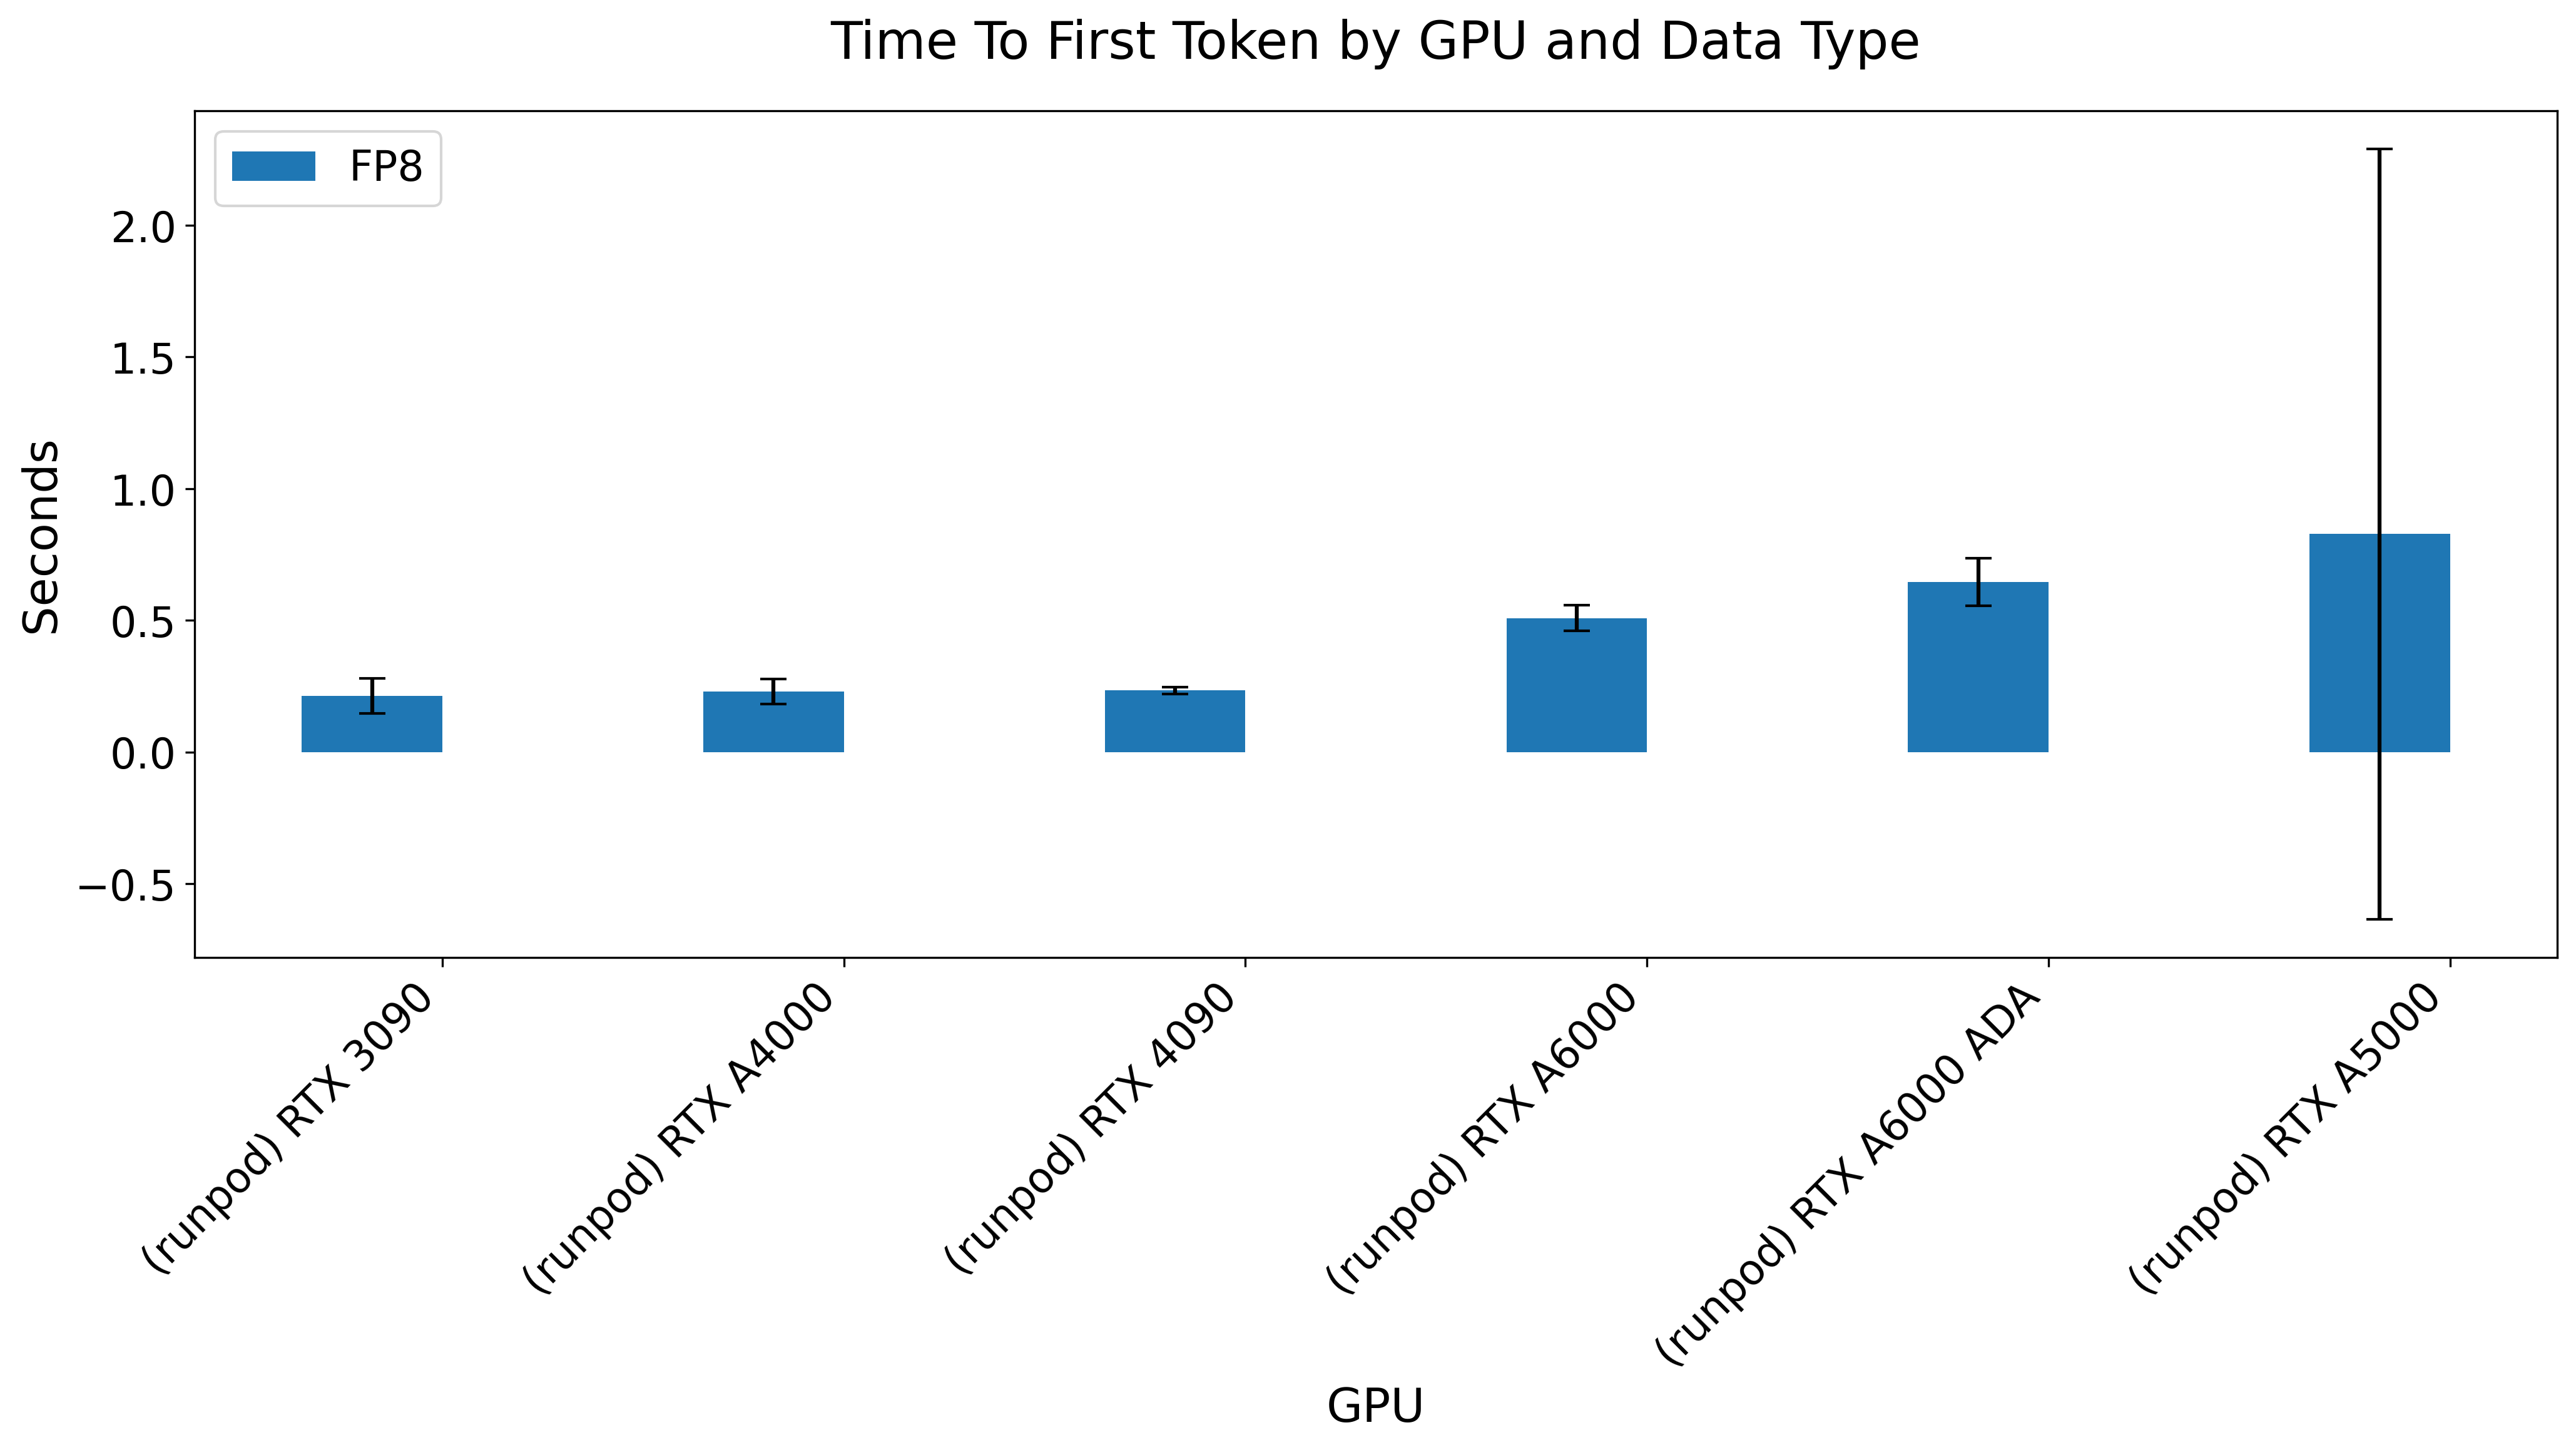 Time To First Token by GPU and Data Type
FP8
Seconds
2.0
1.5
1.0
0.5
0.0
−0.5
(runpod) RTX 3090
(runpod) RTX A4000
(runpod) RTX 4090
(runpod) RTX A6000
(runpod) RTX A6000 ADA
(runpod) RTX A5000
GPU